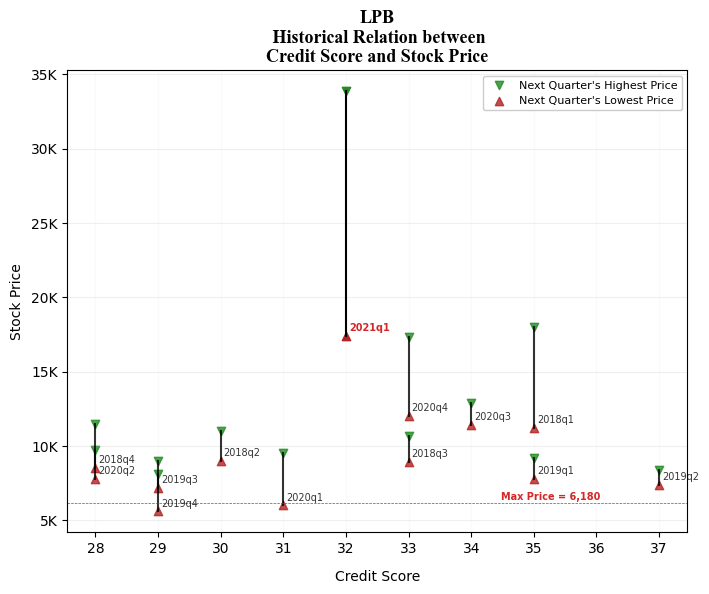 LPB
Historical Relation between
Credit Score and Stock Price
35K
30K
25K
20K
15K
10K
5K
Stock Price
Next Quarter's Highest Price
Next Quarter's Lowest Price
2021q1
2020q4
2020q3
2018q1
2018q4
2020q2
2018q2
2018q3
2019q3
2019q1
2019q2
2019q4
2020q1
Max Price = 6,180
28 29 30 31 32 33 34 35 36 37
Credit Score